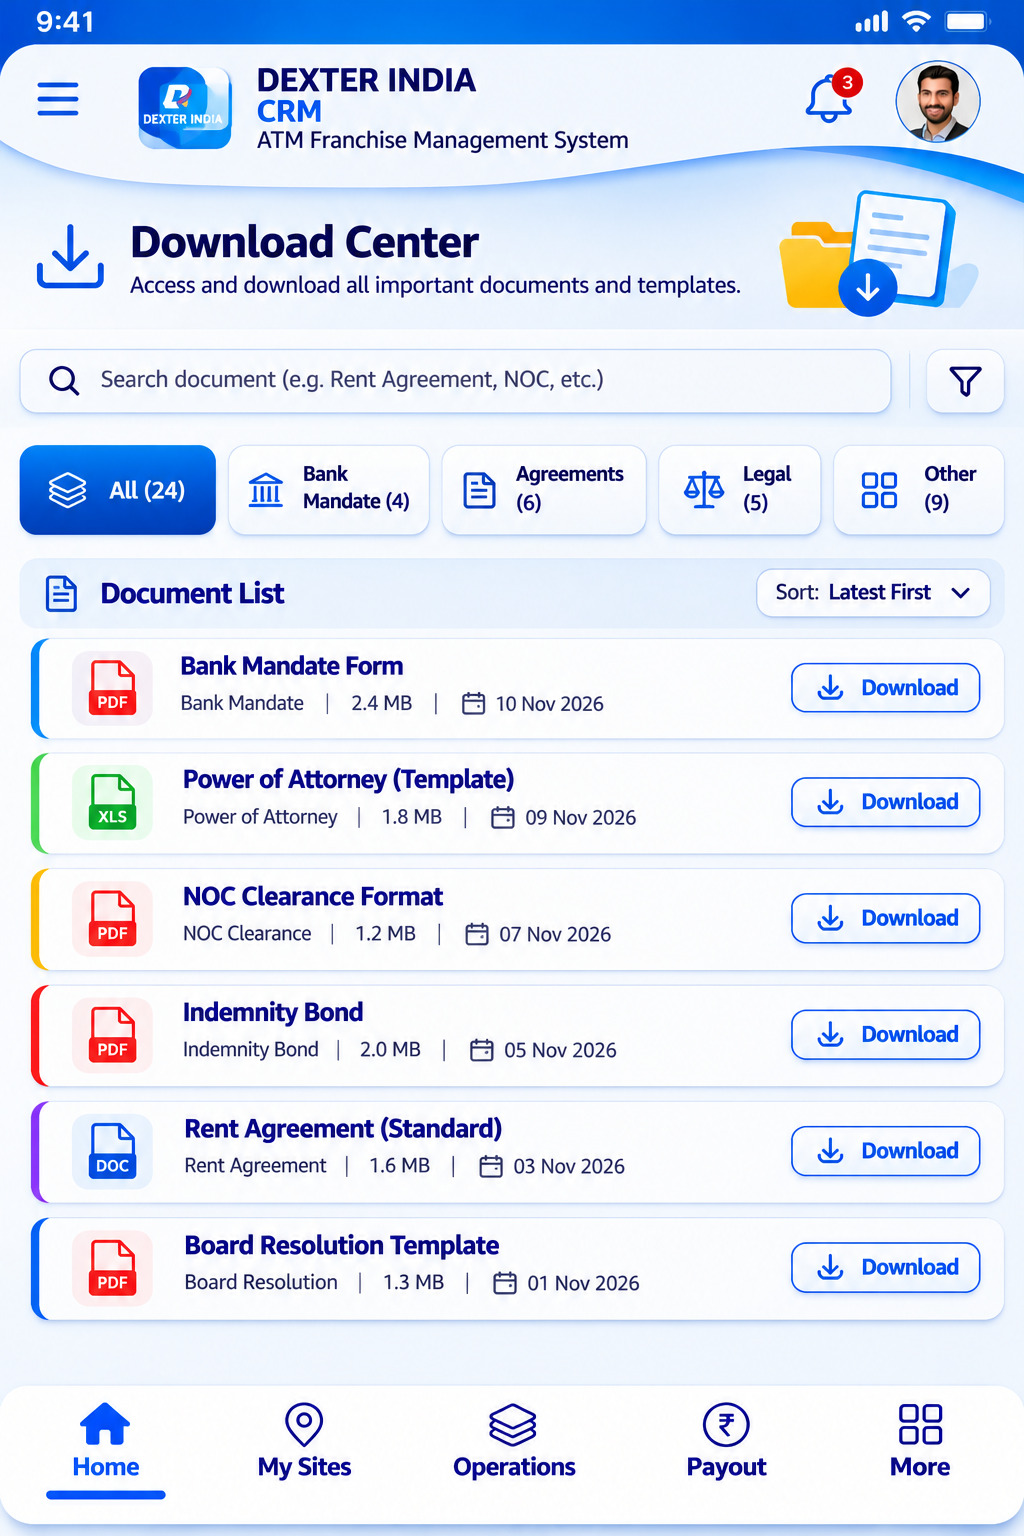 9:41
DEXTER INDIA
DEXTER INDIA
CRM
ATM Franchise Management System
3
Download Center
Access and download all important documents and templates.
Search document (e.g. Rent Agreement, NOC, etc.)
All (24)
Bank
Mandate (4)
Agreements
(6)
Legal
(5)
Other
(9)
Document List
Sort: Latest First
PDF
Bank Mandate Form
Bank Mandate | 2.4 MB | 10 Nov 2026
Download
XLS
Power of Attorney (Template)
Power of Attorney | 1.8 MB | 09 Nov 2026
Download
PDF
NOC Clearance Format
NOC Clearance | 1.2 MB | 07 Nov 2026
Download
PDF
Indemnity Bond
Indemnity Bond | 2.0 MB | 05 Nov 2026
Download
DOC
Rent Agreement (Standard)
Rent Agreement | 1.6 MB | 03 Nov 2026
Download
PDF
Board Resolution Template
Board Resolution | 1.3 MB | 01 Nov 2026
Download
Home
My Sites
Operations
₹
Payout
More